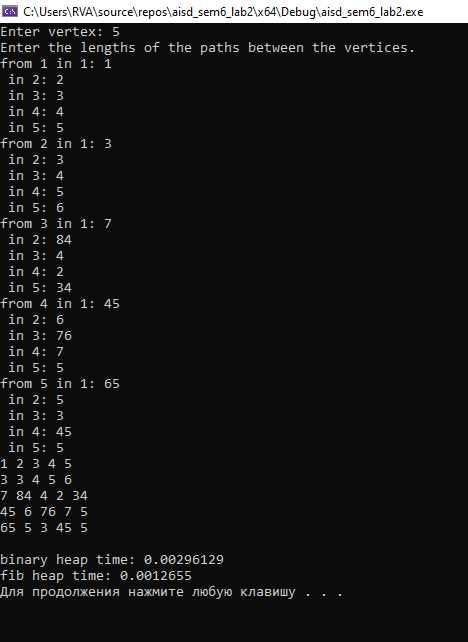 C:\Users\RVA\source\repos\aisd_sem6_lab2\x64\Debug\aisd_sem6_lab2.exe
Enter vertex: 5
Enter the lengths of the paths between the vertices.
from 1 in 1: 1
 in 2: 2
 in 3: 3
 in 4: 4
 in 5: 5
from 2 in 1: 3
 in 2: 3
 in 3: 4
 in 4: 5
 in 5: 6
from 3 in 1: 7
 in 2: 84
 in 3: 4
 in 4: 2
 in 5: 34
from 4 in 1: 45
 in 2: 6
 in 3: 76
 in 4: 7
 in 5: 5
from 5 in 1: 65
 in 2: 5
 in 3: 3
 in 4: 45
 in 5: 5
1 2 3 4 5
3 3 4 5 6
7 84 4 2 34
45 6 76 7 5
65 5 3 45 5
binary heap time: 0.00296129
fib heap time: 0.0012655
Для продолжения нажмите любую клавишу . . .